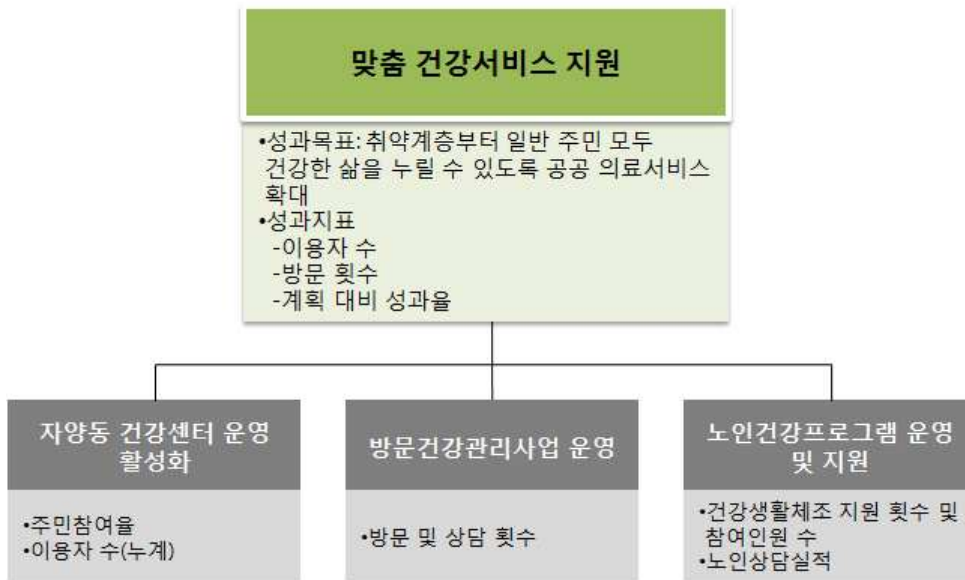 맞춤 건강서비스 지원
•성과목표: 취약계층부터 일반 주민 모두
건강한 삶을 누릴 수 있도록 공공 의료서비스
확대
•성과지표
-이용자 수
-방문 횟수
-계획 대비 성과율
자양동 건강센터 운영
활성화
•주민참여율
•이용자 수(누계)
방문건강관리사업 운영
•방문 및 상담 횟수
노인건강프로그램 운영
및 지원
•건강생활체조 지원 횟수 및
참여인원 수
•노인상담실적